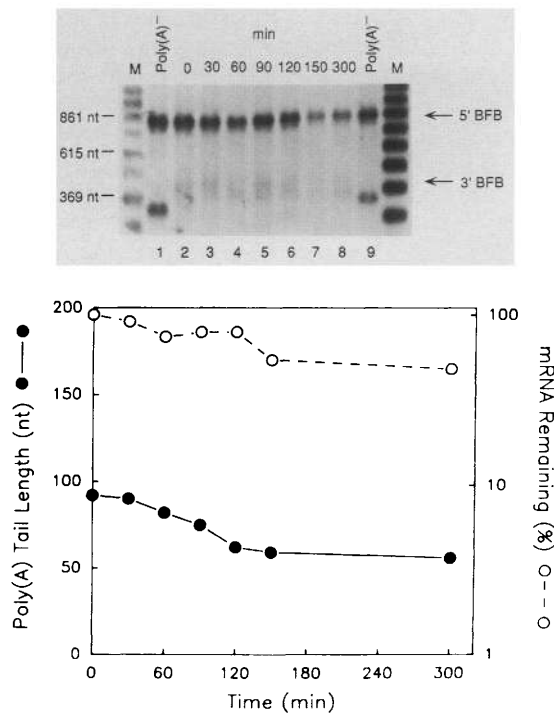 min
M Poly(A)⁻ 0 30 60 90 120 150 300 Poly(A)⁻ M
861 nt
5' BFB
615 nt
3' BFB
369 nt
1 2 3 4 5 6 7 8 9
Poly(A) Tail Length (nt)
200
150
100
50
0
100
10
1
mRNA Remaining (%)
0 60 120 180 240 300
Time (min)